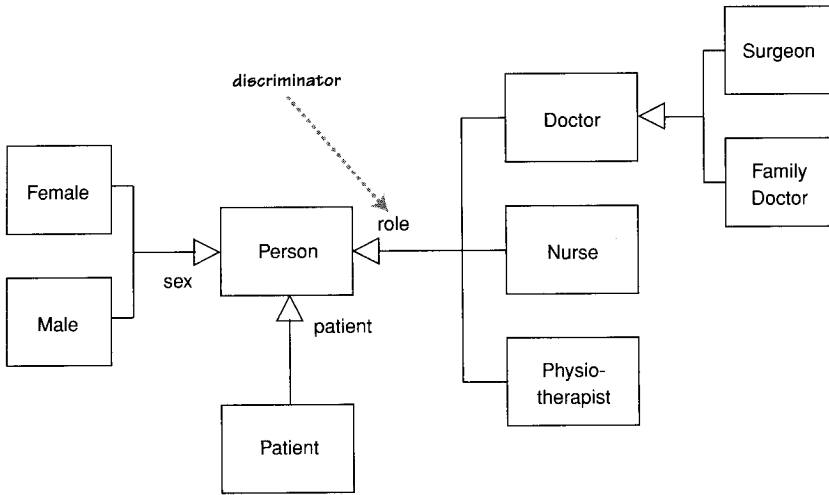 Surgeon
discriminator
Doctor
Female
Family
Doctor
role
Person
Nurse
sex
Male
patient
Physio-
therapist
Patient